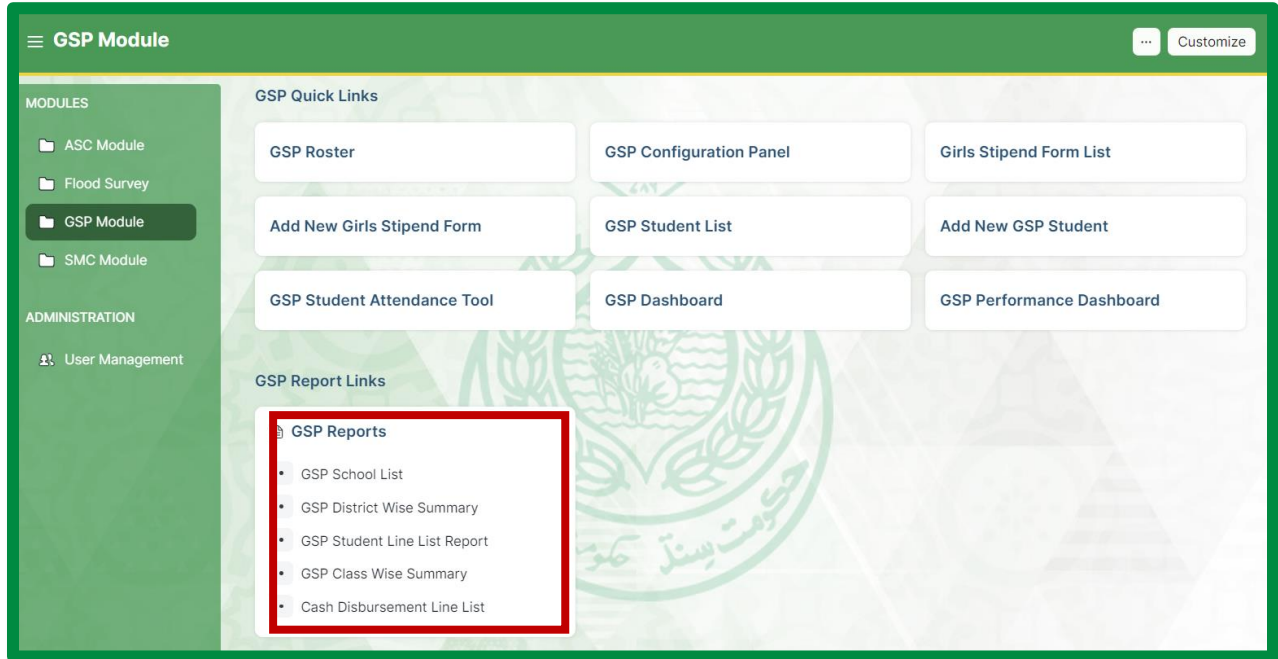 GSP Module
... Customize
MODULES
ASC Module
Flood Survey
GSP Module
SMC Module
ADMINISTRATION
User Management
GSP Quick Links
GSP Roster
GSP Configuration Panel
Girls Stipend Form List
Add New Girls Stipend Form
GSP Student List
Add New GSP Student
GSP Student Attendance Tool
GSP Dashboard
GSP Performance Dashboard
GSP Report Links
GSP Reports
• GSP School List
• GSP District Wise Summary
• GSP Student Line List Report
• GSP Class Wise Summary
• Cash Disbursement Line List